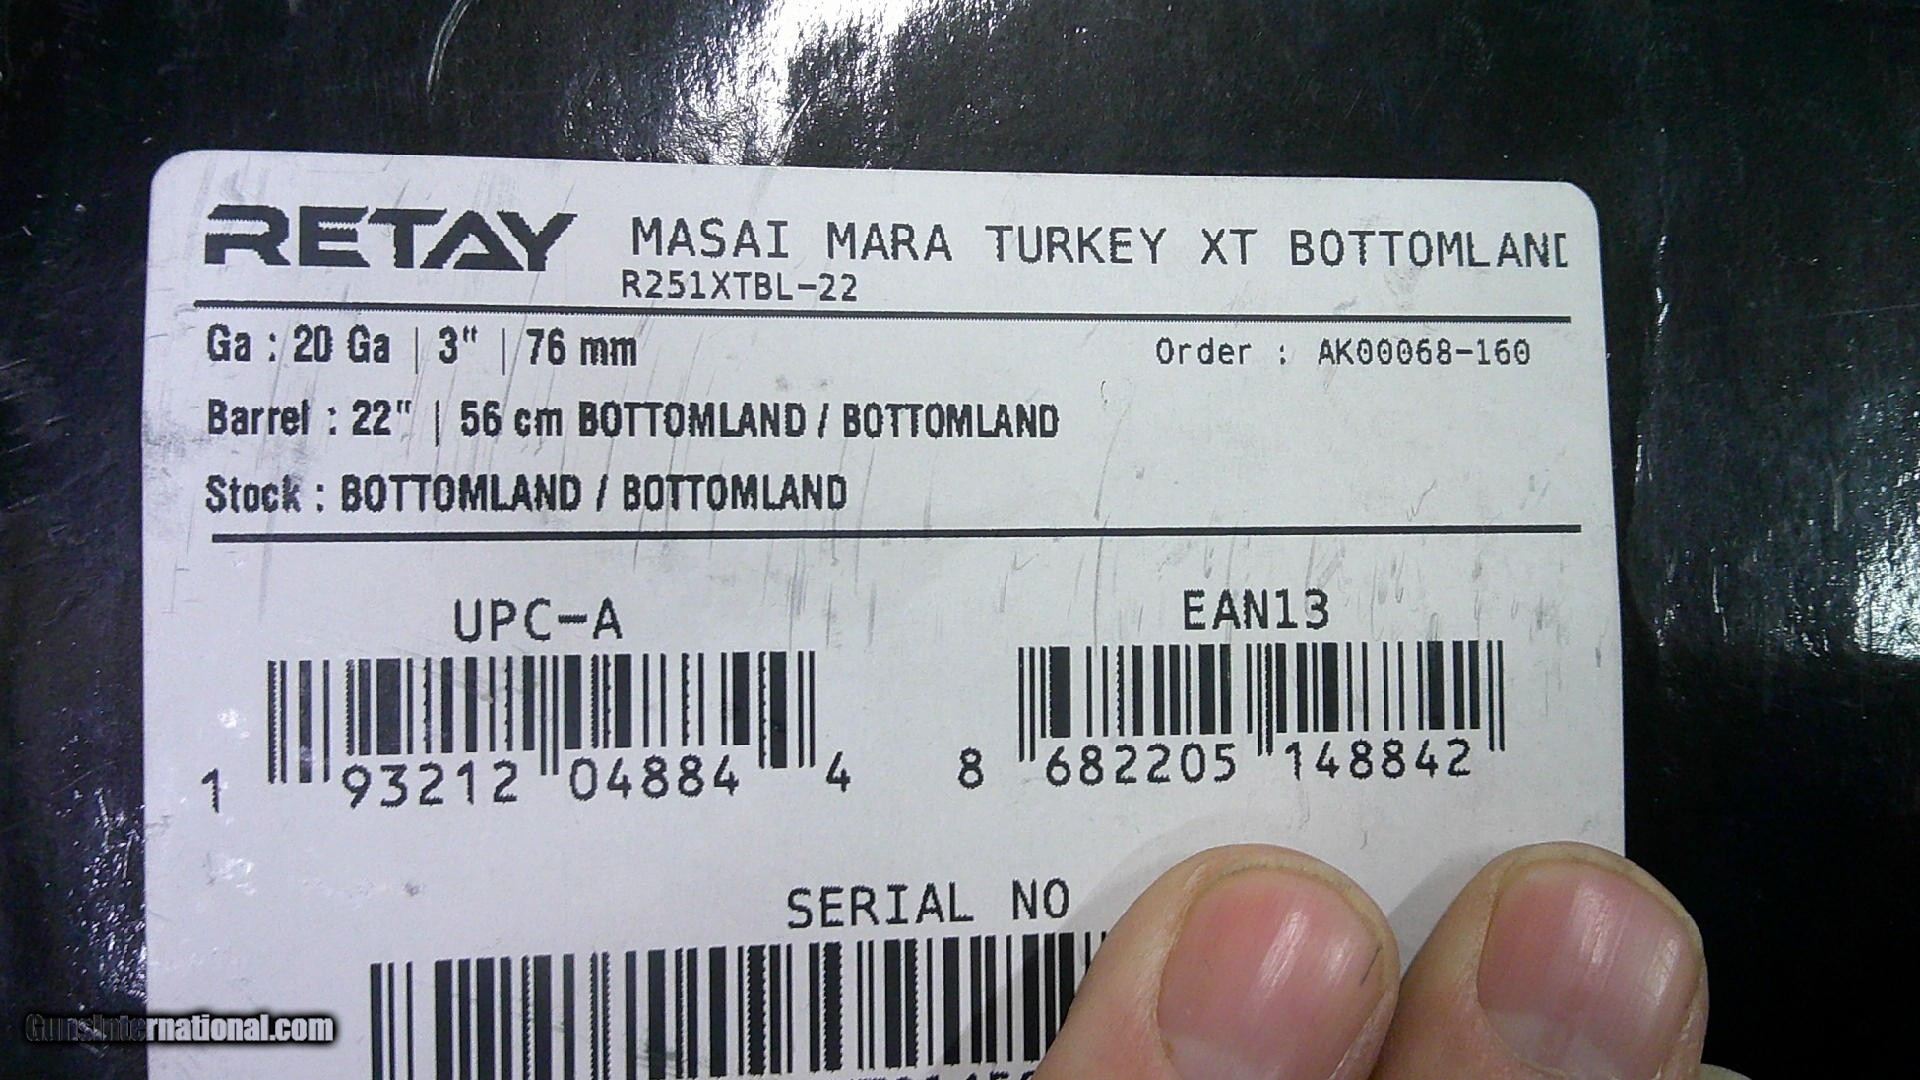 RETAY MASAI MARA TURKEY XT BOTTOMLAND
R251XTBL-22
Ga : 20 Ga | 3" | 76 mm
Order : AK00068-160
Barrel : 22" | 56 cm BOTTOMLAND / BOTTOMLAND
Stock : BOTTOMLAND / BOTTOMLAND
UPC-A
EAN13
1 93212 04884 4
8 682205 148842
SERIAL NO
GunsInternational.com